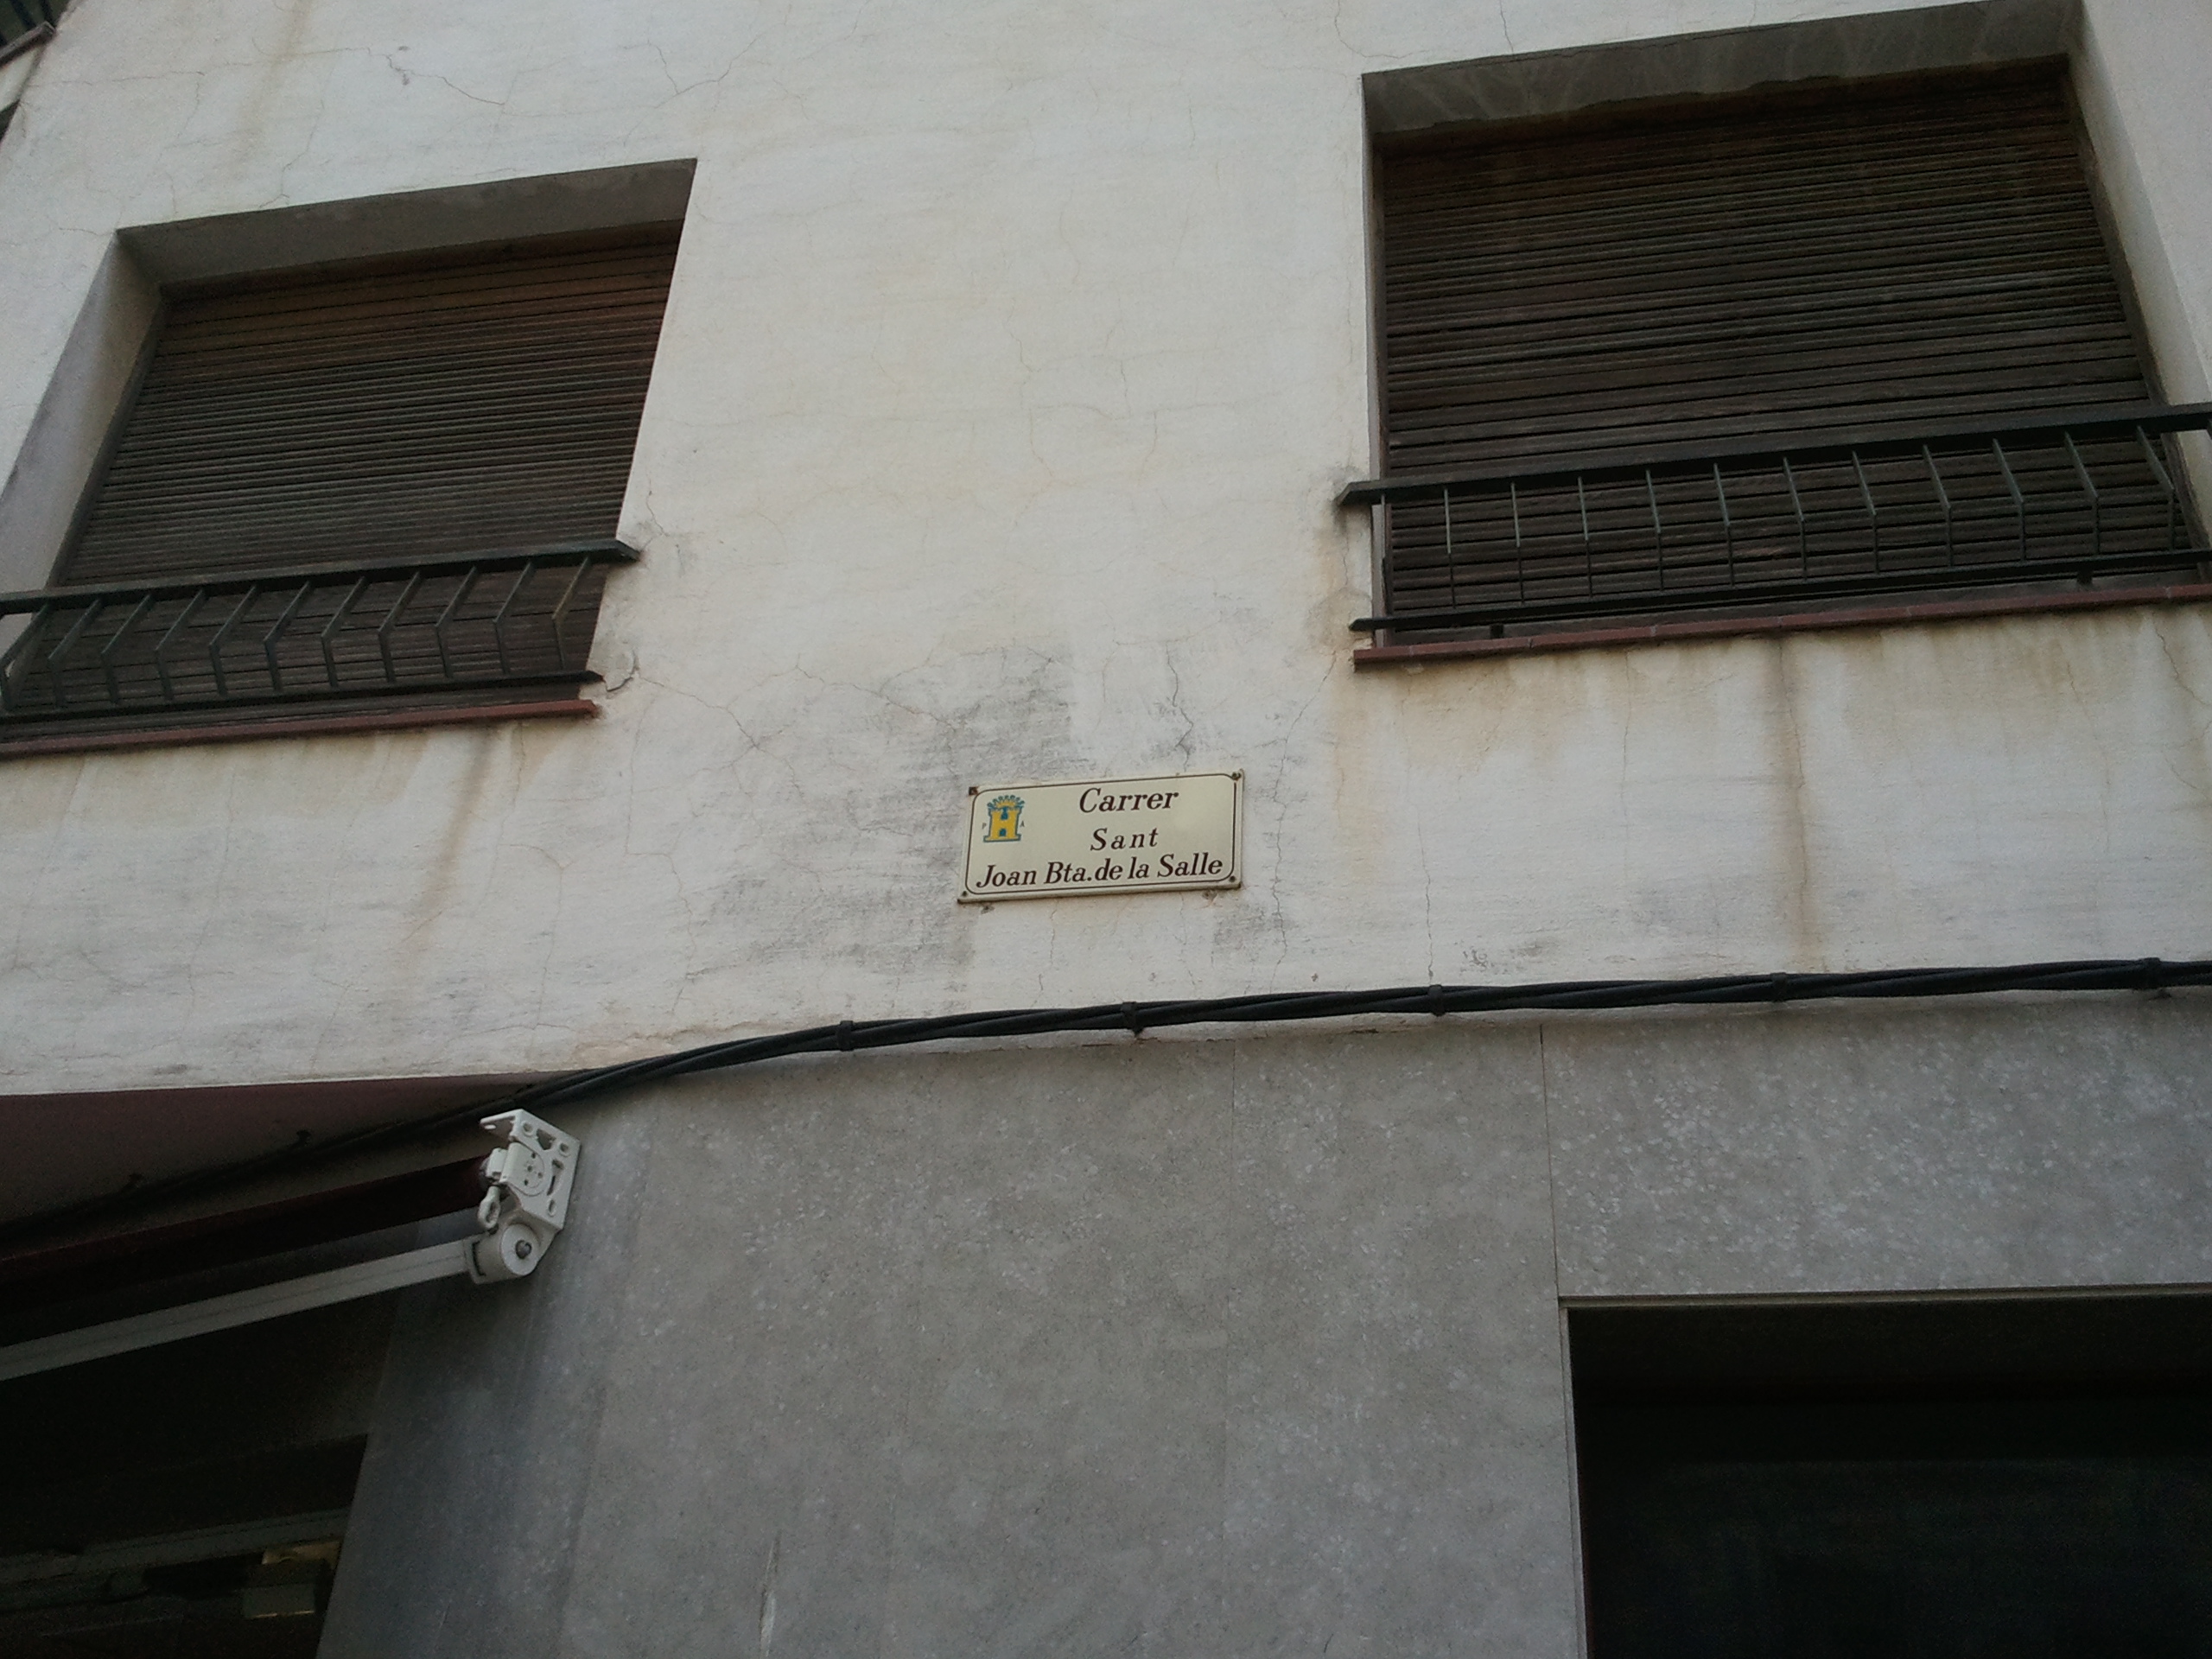 Carrer
Sant
Joan Bta. de la Salle
P A